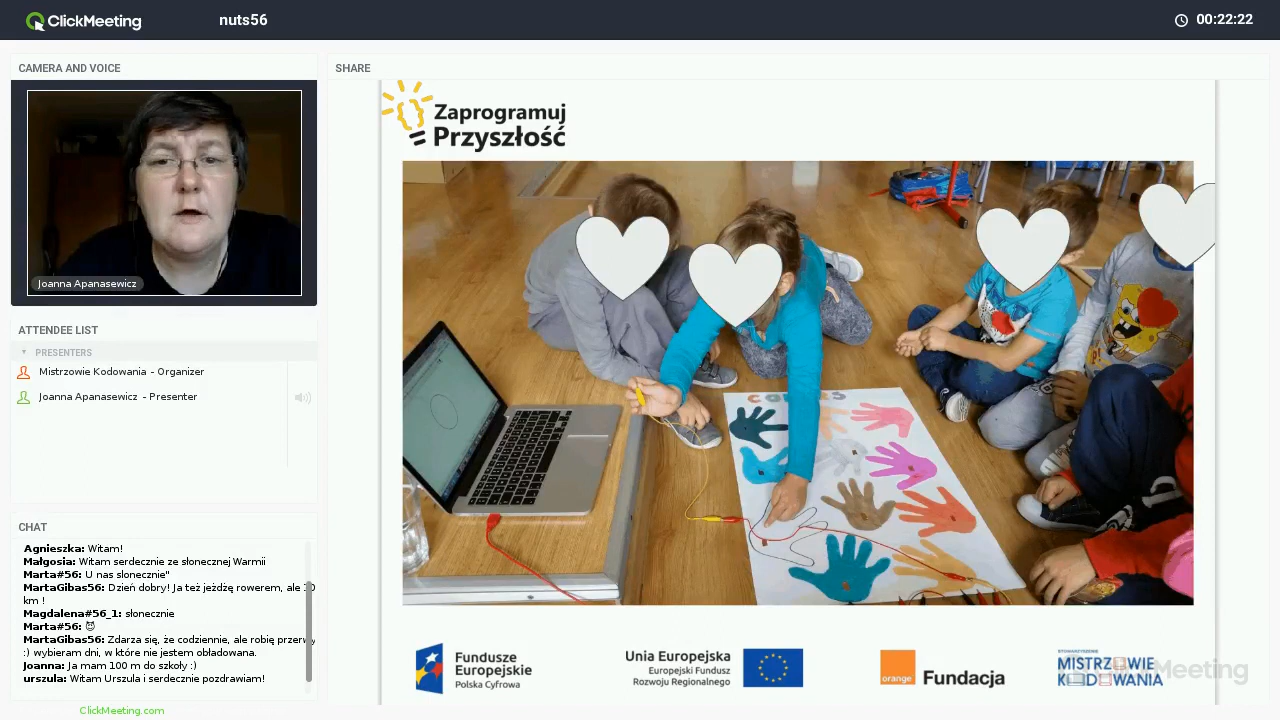 ClickMeeting
nuts56
00:22:22
CAMERA AND VOICE
Joanna Apanasewicz
ATTENDEE LIST
PRESENTERS
Mistrzowie Kodowania - Organizer
Joanna Apanasewicz - Presenter
CHAT
Agnieszka: Witam!
Małgosia: Witam serdecznie ze słonecznej Warmii
Marta#56: U nas slonecznie"
MartaGibas56: Dzień dobry! Ja też jeżdżę rowerem, ale 10
km !
Magdalena#56_1: słonecznie
Marta#56: 😈
MartaGibas56: Zdarza się, że codziennie, ale robię przerwy
:) wybieram dni, w które nie jestem obładowana.
Joanna: Ja mam 100 m do szkoły :)
urszula: Witam Urszula i serdecznie pozdrawiam!
ClickMeeting.com
SHARE
Zaprogramuj
Przyszłość
Fundusze
Europejskie
Polska Cyfrowa
Unia Europejska
Europejski Fundusz
Rozwoju Regionalnego
orange
Fundacja
STOWARZYSZENIE
MISTRZOWIE
KODOWANIA
ClickMeeting